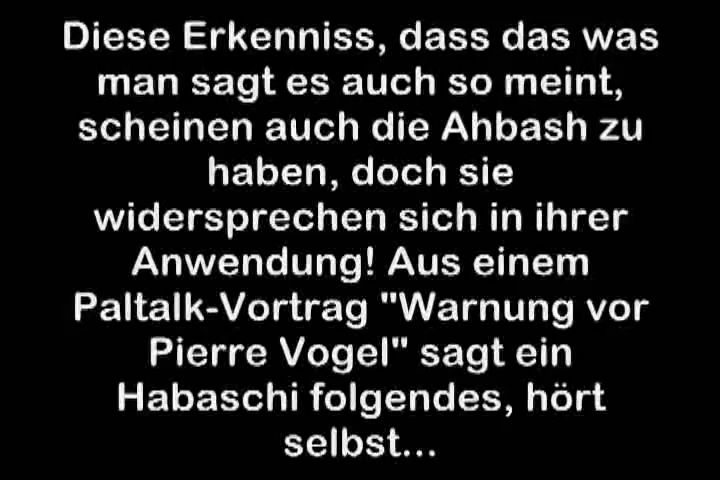 Diese Erkenniss, dass das was
man sagt es auch so meint,
scheinen auch die Ahbash zu
haben, doch sie
widersprechen sich in ihrer
Anwendung! Aus einem
Paltalk-Vortrag "Warnung vor
Pierre Vogel" sagt ein
Habaschi folgendes, hört
selbst...